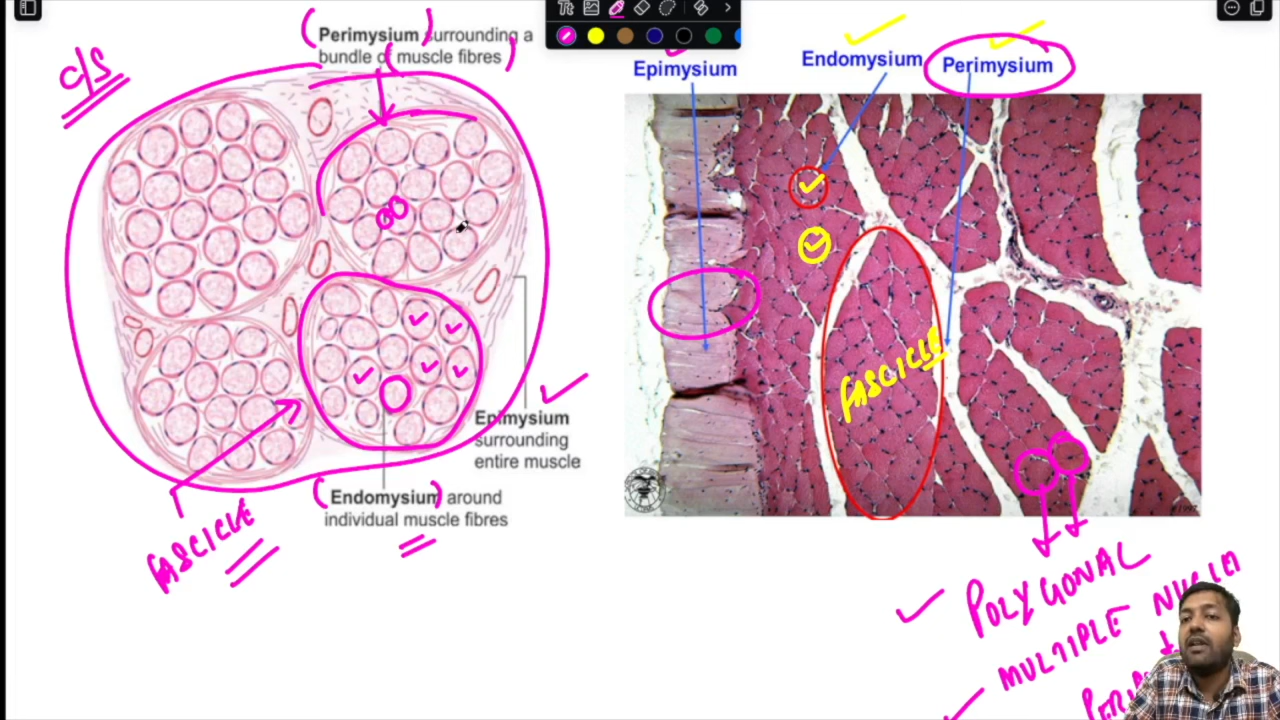 C/S
(Perimysium) surrounding a
bundle of muscle fibres)
Epimysium
surrounding
entire muscle
(Endomysium) around
individual muscle fibres
FASCICLE
Epimysium
Endomysium
Perimysium
FASCICLE
POLYGONAL
MULTIPLE NUCLEI